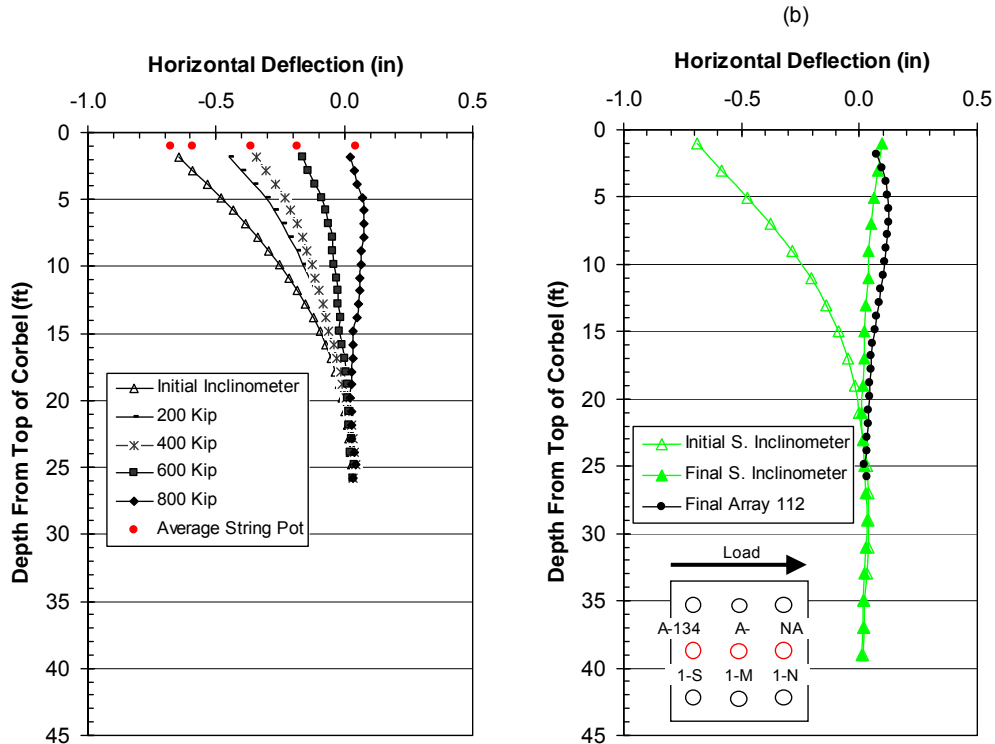 (b)
Horizontal Deflection (in)
-1.0 -0.5 0.0 0.5
0
5
10
15
20
25
30
35
40
45
Depth From Top of Corbel (ft)
Initial Inclinometer
200 Kip
400 Kip
600 Kip
800 Kip
Average String Pot
Horizontal Deflection (in)
-1.0 -0.5 0.0 0.5
0
5
10
15
20
25
30
35
40
45
Depth From Top of Corbel (ft)
Initial S. Inclinometer
Final S. Inclinometer
Final Array 112
Load
A-134 A- NA
1-S 1-M 1-N